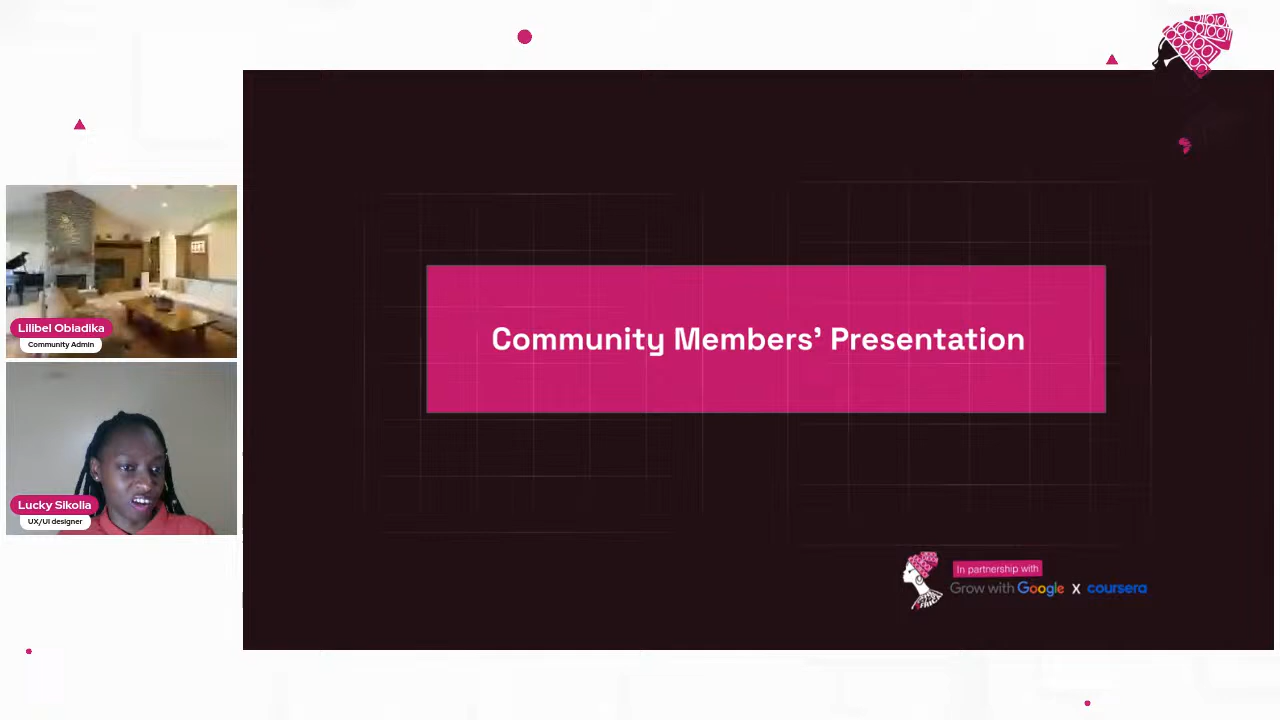 Lilibel Obiadika
Community Admin
Lucky Sikolia
UX/UI designer
Community Members’ Presentation
In partnership with
Grow with Google X coursera